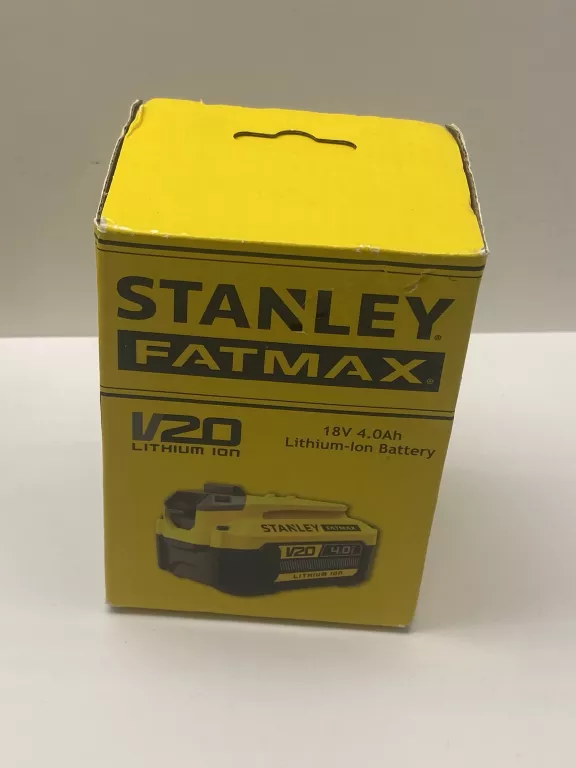 STANLEY
FATMAX
V20
LITHIUM ION
18V 4.0Ah
Lithium-Ion Battery
STANLEY FATMAX
V20 4.0
LITHIUM ION